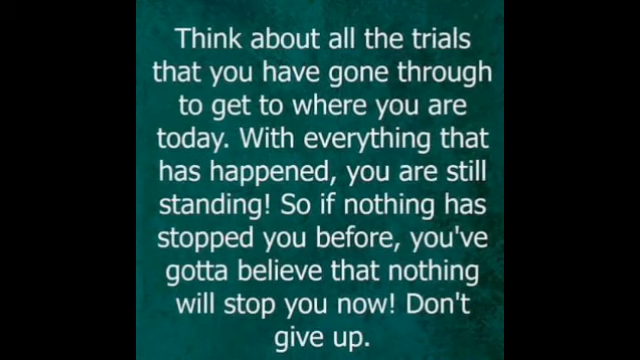 Think about all the trials
that you have gone through
to get to where you are
today. With everything that
has happened, you are still
standing! So if nothing has
stopped you before, you've
gotta believe that nothing
will stop you now! Don't
give up.